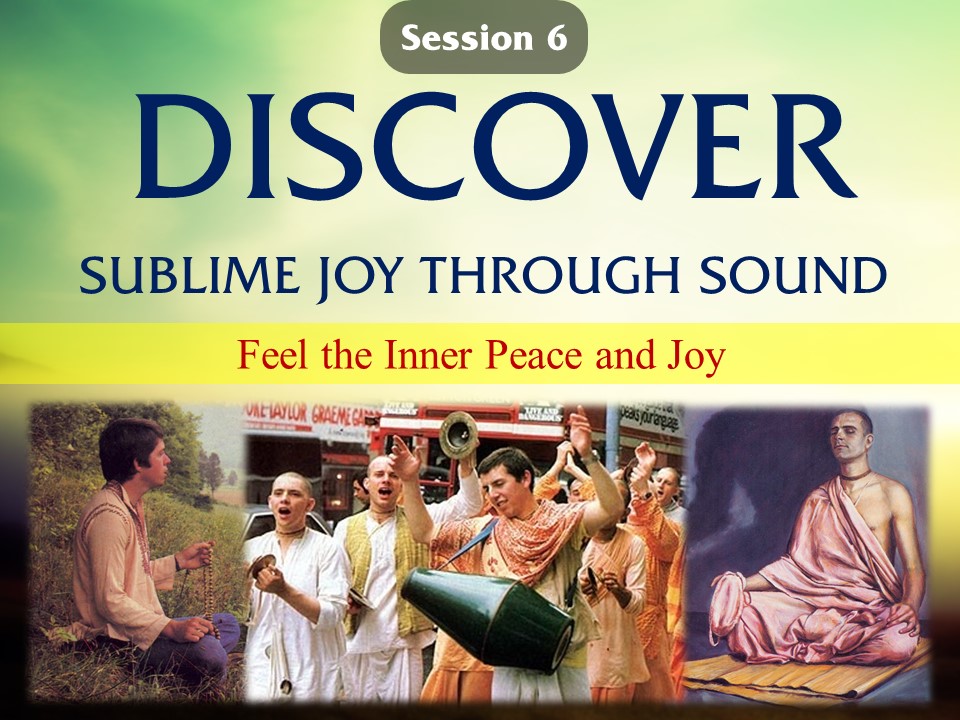 Session 6
DISCOVER
SUBLIME JOY THROUGH SOUND
Feel the Inner Peace and Joy